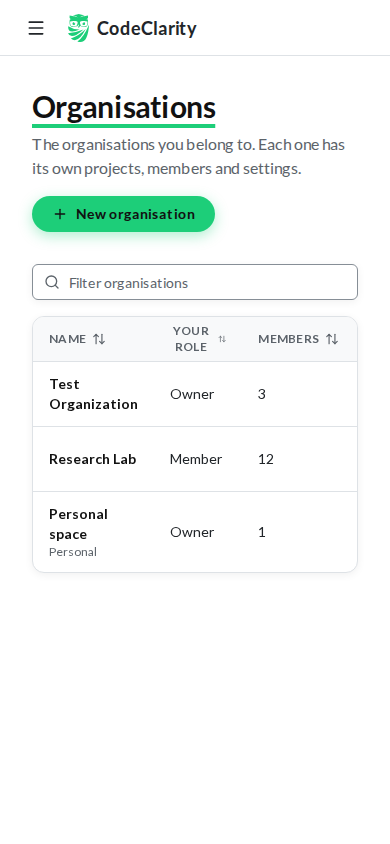 CodeClarity
Organisations
The organisations you belong to. Each one has
its own projects, members and settings.
New organisation
Filter organisations
NAME
YOUR
ROLE
MEMBERS
Test
Organization
Owner
3
Research Lab
Member
12
Personal
space
Personal
Owner
1